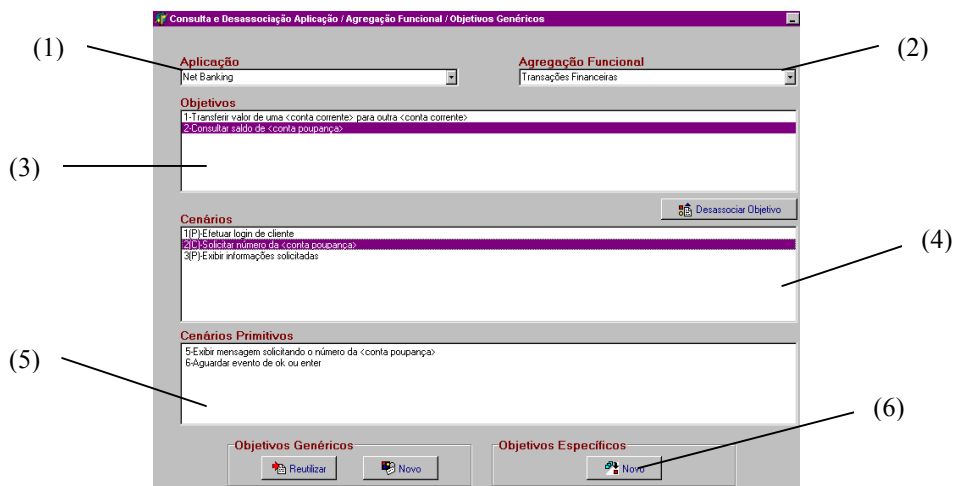 Consulta e Desassociação Aplicação / Agregação Funcional / Objetivos Genéricos
(1)
(2)
Aplicação
Agregação Funcional
Net Banking
Transações Financeiras
Objetivos
1-Transferir valor de uma <conta corrente> para outra <conta corrente>
2-Consultar saldo de <conta poupança>
(3)
Desassociar Objetivo
Cenários
1(P)-Efetuar login de cliente
2(C)-Solicitar número da <conta poupança>
3(P)-Exibir informações solicitadas
(4)
Cenários Primitivos
5-Exibir mensagem solicitando o número da <conta poupança>
6-Aguardar evento de ok ou enter
(5)
(6)
Objetivos Genéricos
Objetivos Específicos
Reutilizar
Novo
Novo